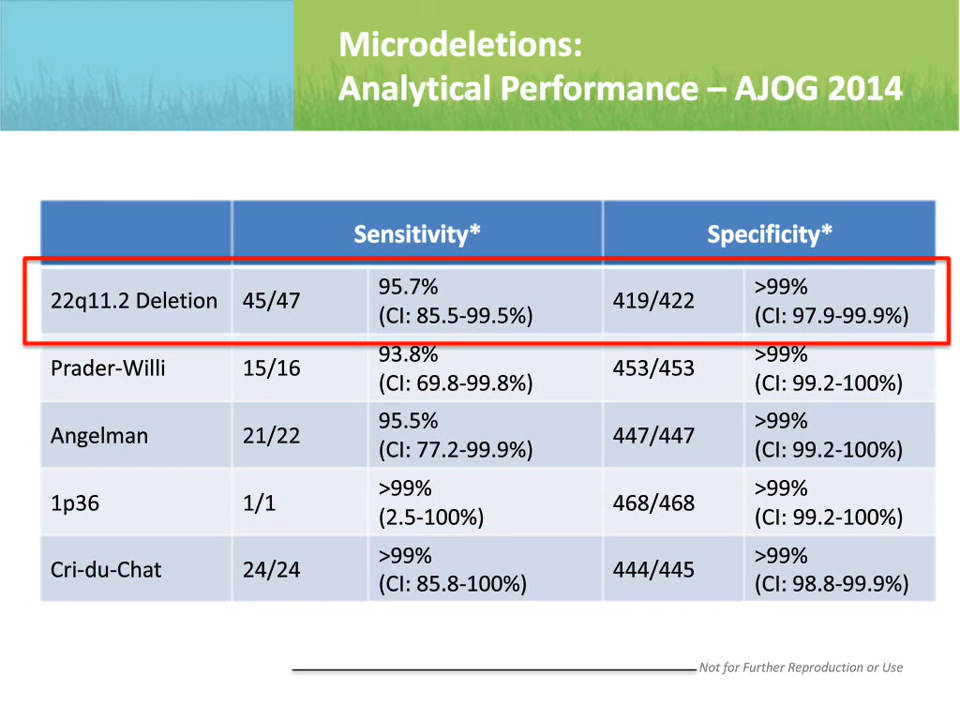 Microdeletions:
Analytical Performance – AJOG 2014
Sensitivity* Specificity*
22q11.2 Deletion 45/47 95.7% (CI: 85.5-99.5%) 419/422 >99% (CI: 97.9-99.9%)
Prader-Willi 15/16 93.8% (CI: 69.8-99.8%) 453/453 >99% (CI: 99.2-100%)
Angelman 21/22 95.5% (CI: 77.2-99.9%) 447/447 >99% (CI: 99.2-100%)
1p36 1/1 >99% (2.5-100%) 468/468 >99% (CI: 99.2-100%)
Cri-du-Chat 24/24 >99% (CI: 85.8-100%) 444/445 >99% (CI: 98.8-99.9%)
Not for Further Reproduction or Use